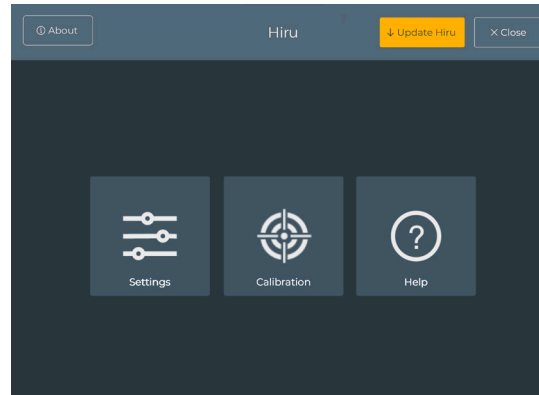 About
Hiru
Update Hiru
Close
Settings
Calibration
Help